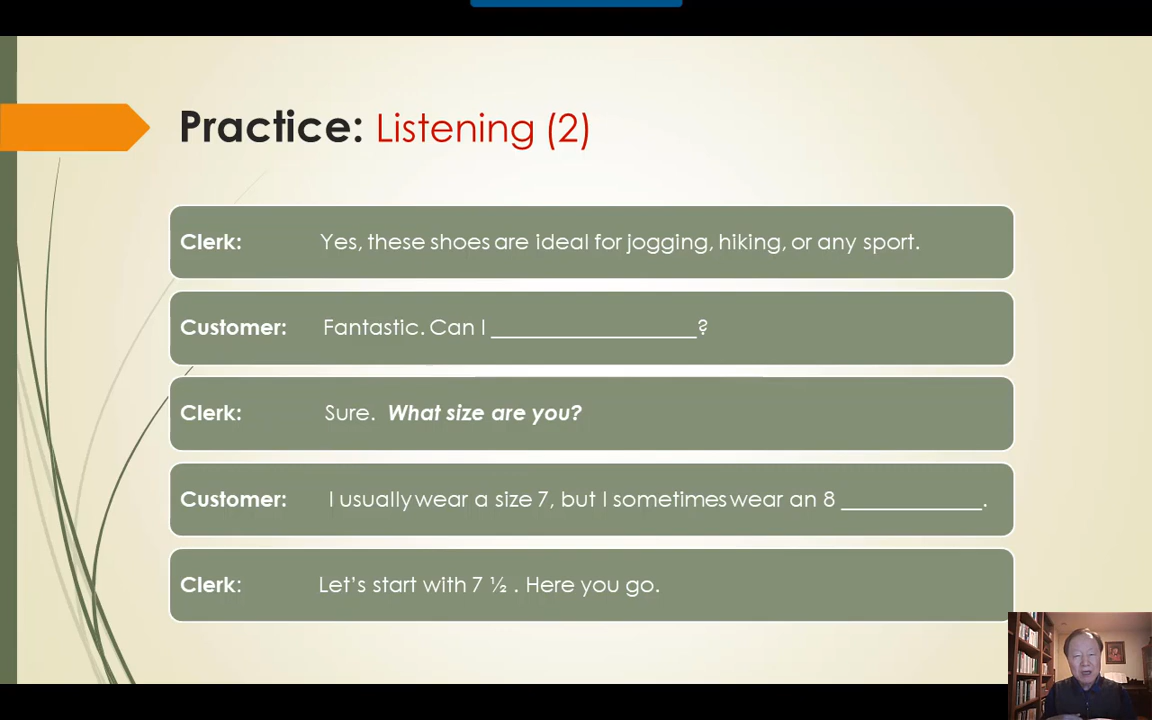 Practice: Listening (2)
Clerk: Yes, these shoes are ideal for jogging, hiking, or any sport.
Customer: Fantastic. Can I _________________?
Clerk: Sure. What size are you?
Customer: I usually wear a size 7, but I sometimes wear an 8 ____________.
Clerk: Let's start with 7 ½ . Here you go.